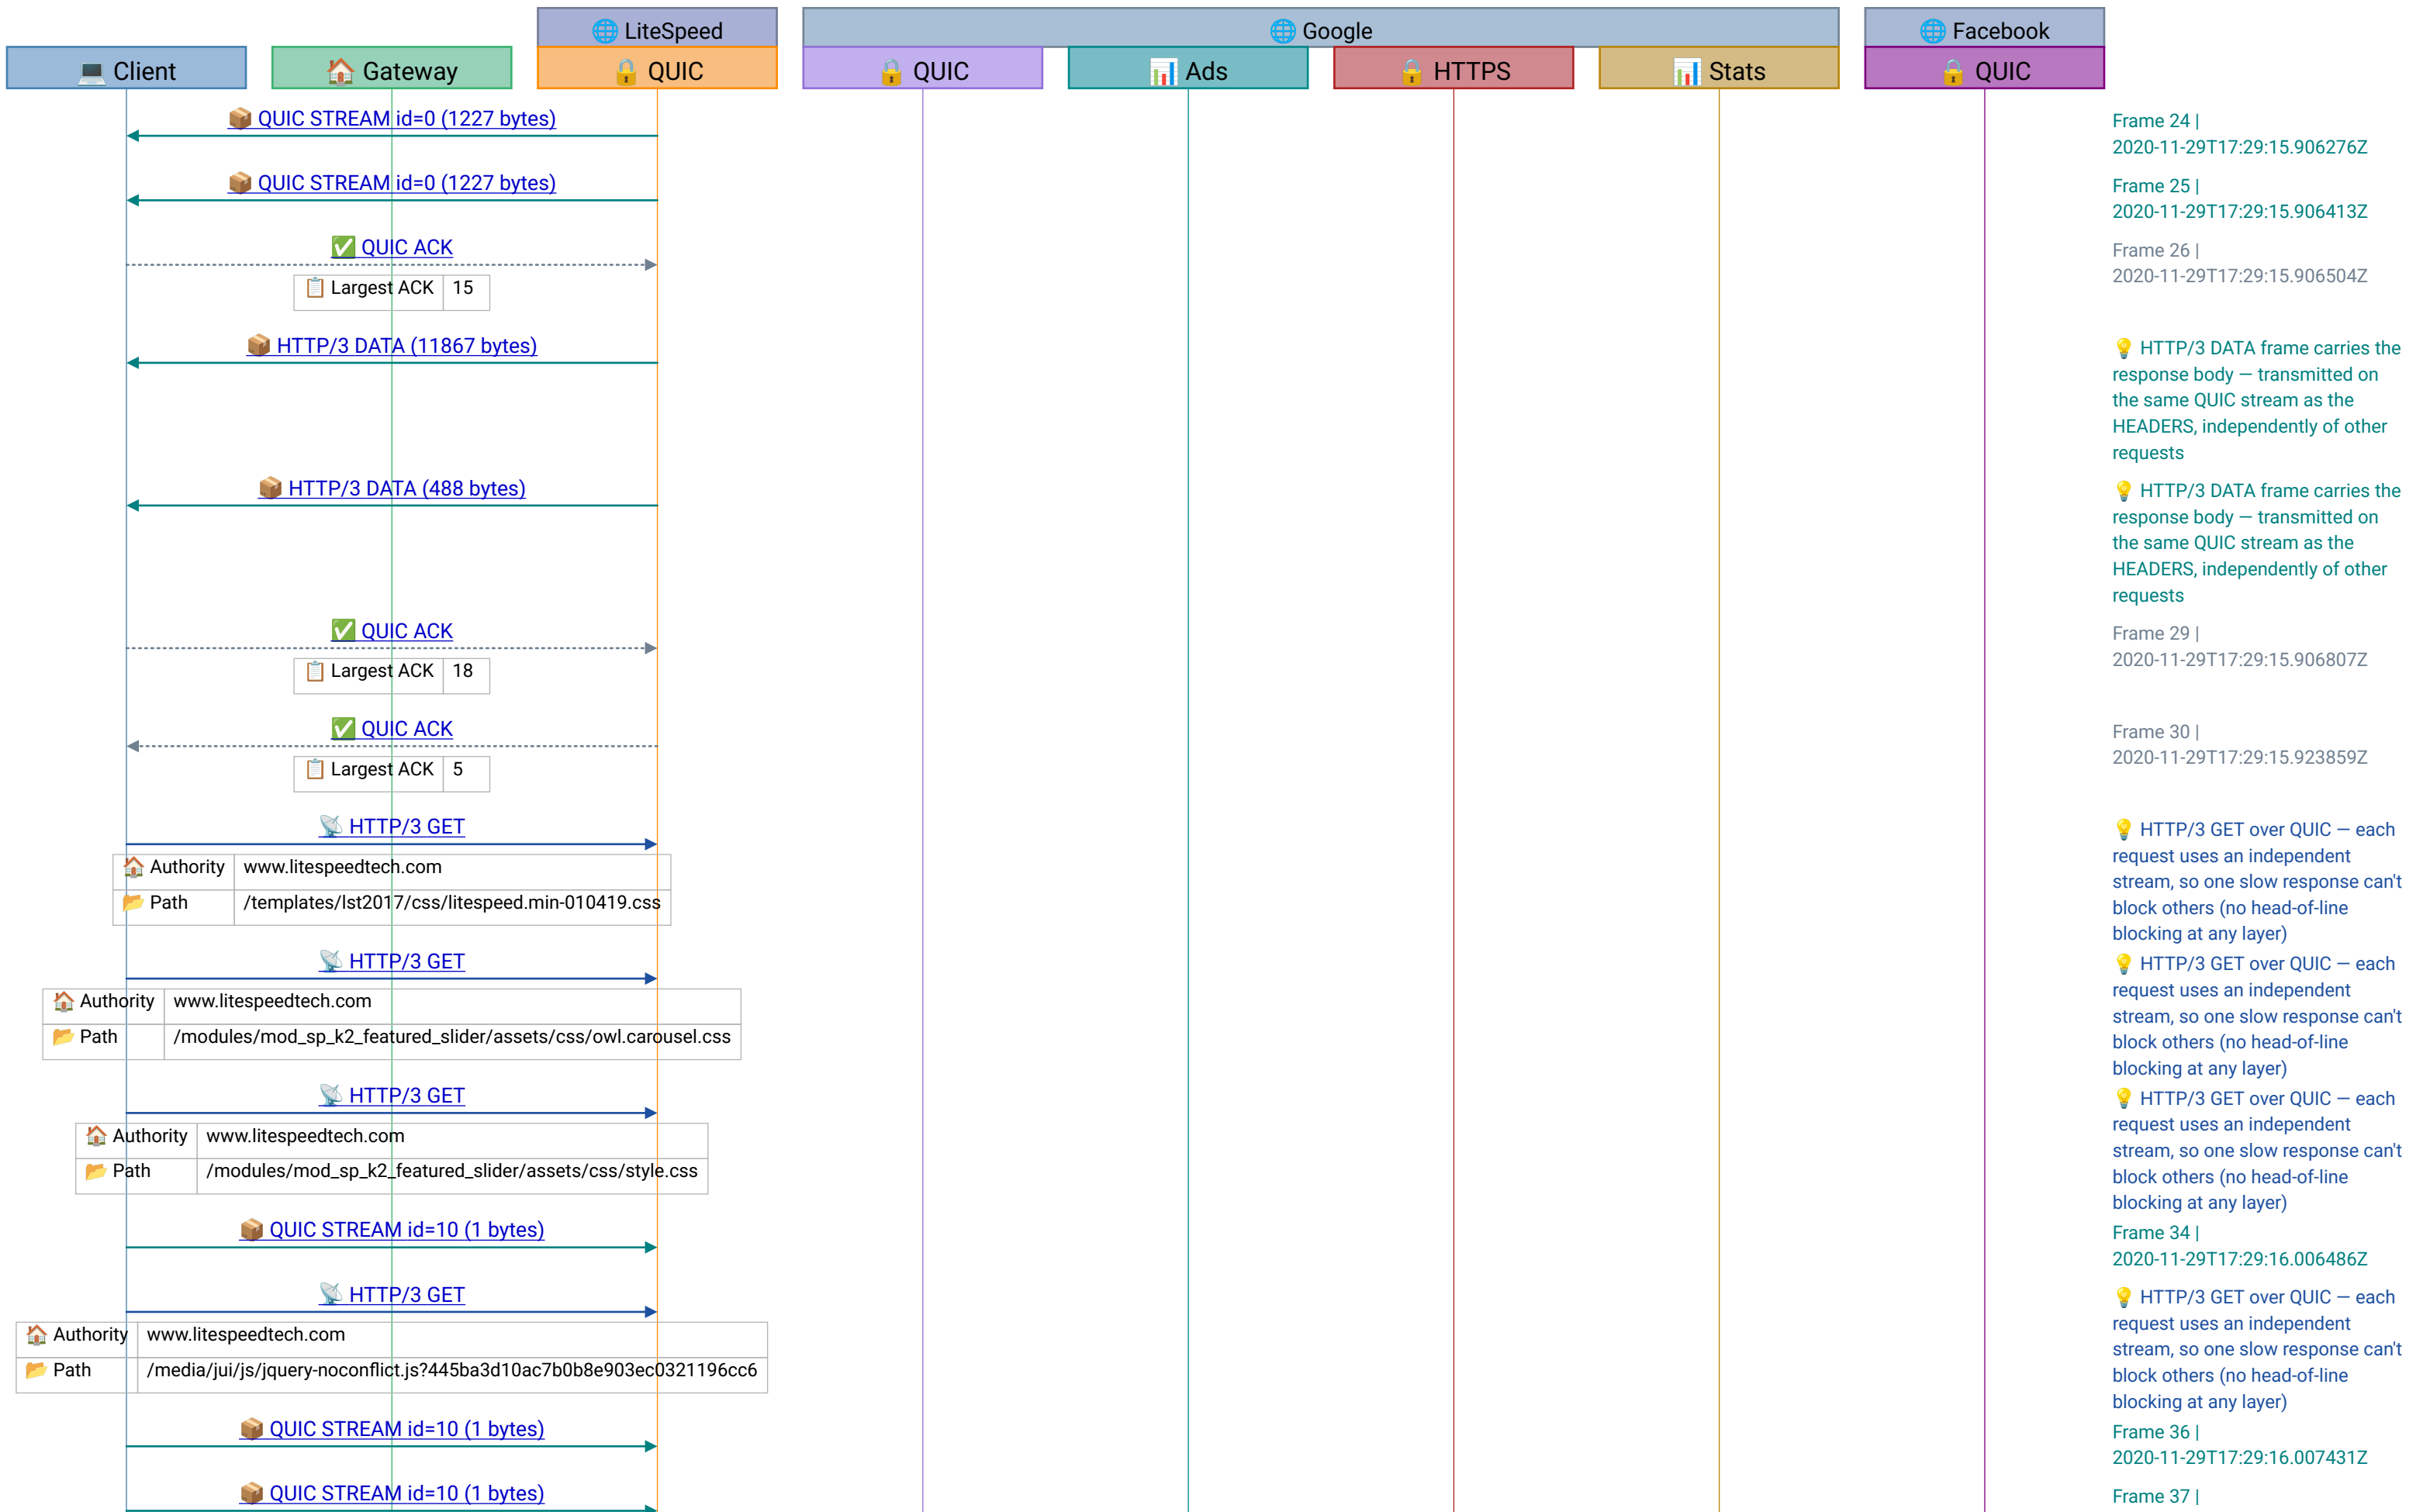 🌐 LiteSpeed
🌐 Google
🌐 Facebook
💻 Client
🏠 Gateway
🔒 QUIC
🔒 QUIC
📊 Ads
🔒 HTTPS
📊 Stats
🔒 QUIC
📦 QUIC STREAM id=0 (1227 bytes)
Frame 24 |
2020-11-29T17:29:15.906276Z
📦 QUIC STREAM id=0 (1227 bytes)
Frame 25 |
2020-11-29T17:29:15.906413Z
✅ QUIC ACK
📋 Largest ACK 15
Frame 26 |
2020-11-29T17:29:15.906504Z
📦 HTTP/3 DATA (11867 bytes)
💡 HTTP/3 DATA frame carries the
response body — transmitted on
the same QUIC stream as the
HEADERS, independently of other
requests
📦 HTTP/3 DATA (488 bytes)
💡 HTTP/3 DATA frame carries the
response body — transmitted on
the same QUIC stream as the
HEADERS, independently of other
requests
✅ QUIC ACK
📋 Largest ACK 18
Frame 29 |
2020-11-29T17:29:15.906807Z
✅ QUIC ACK
📋 Largest ACK 5
Frame 30 |
2020-11-29T17:29:15.923859Z
📡 HTTP/3 GET
🏠 Authority www.litespeedtech.com
📂 Path /templates/lst2017/css/litespeed.min-010419.css
💡 HTTP/3 GET over QUIC — each
request uses an independent
stream, so one slow response can't
block others (no head-of-line
blocking at any layer)
📡 HTTP/3 GET
🏠 Authority www.litespeedtech.com
📂 Path /modules/mod_sp_k2_featured_slider/assets/css/owl.carousel.css
💡 HTTP/3 GET over QUIC — each
request uses an independent
stream, so one slow response can't
block others (no head-of-line
blocking at any layer)
📡 HTTP/3 GET
🏠 Authority www.litespeedtech.com
📂 Path /modules/mod_sp_k2_featured_slider/assets/css/style.css
💡 HTTP/3 GET over QUIC — each
request uses an independent
stream, so one slow response can't
block others (no head-of-line
blocking at any layer)
📦 QUIC STREAM id=10 (1 bytes)
Frame 34 |
2020-11-29T17:29:16.006486Z
📡 HTTP/3 GET
🏠 Authority www.litespeedtech.com
📂 Path /media/jui/js/jquery-noconflict.js?445ba3d10ac7b0b8e903ec0321196cc6
💡 HTTP/3 GET over QUIC — each
request uses an independent
stream, so one slow response can't
block others (no head-of-line
blocking at any layer)
📦 QUIC STREAM id=10 (1 bytes)
Frame 36 |
2020-11-29T17:29:16.007431Z
📦 QUIC STREAM id=10 (1 bytes)
Frame 37 |